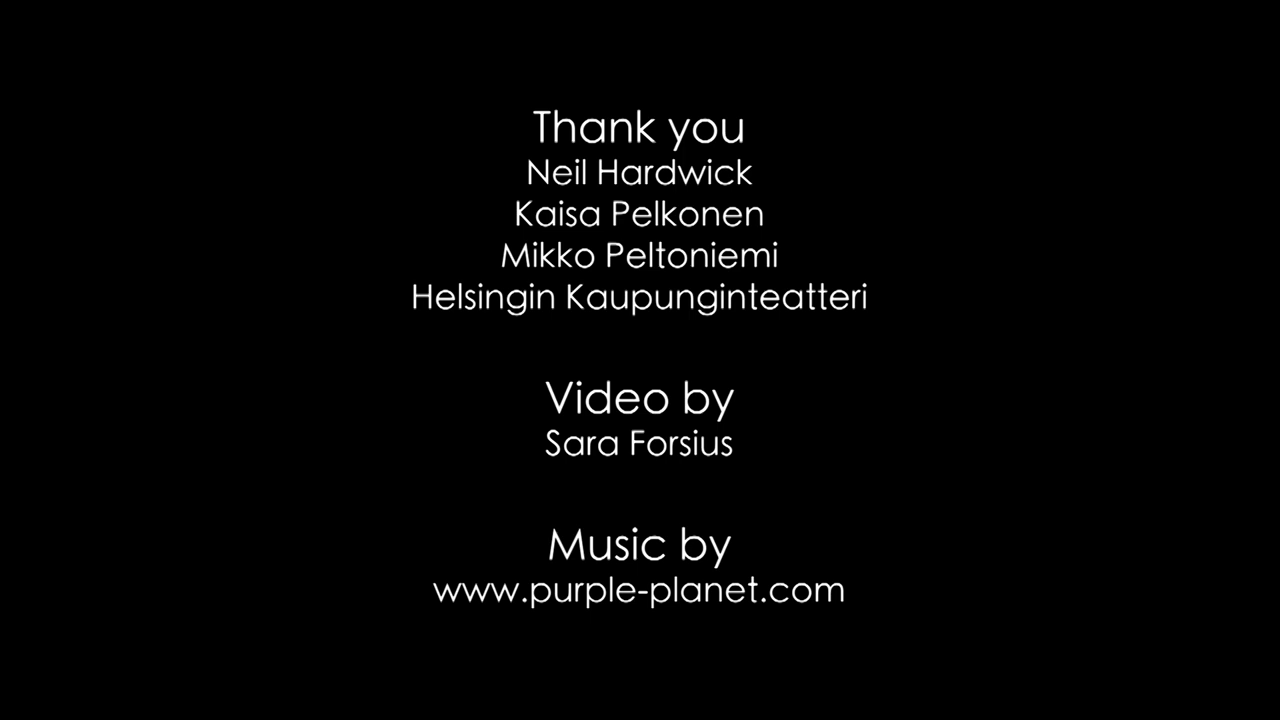 Thank you
Neil Hardwick
Kaisa Pelkonen
Mikko Peltoniemi
Helsingin Kaupunginteatteri
Video by
Sara Forsius
Music by
www.purple-planet.com